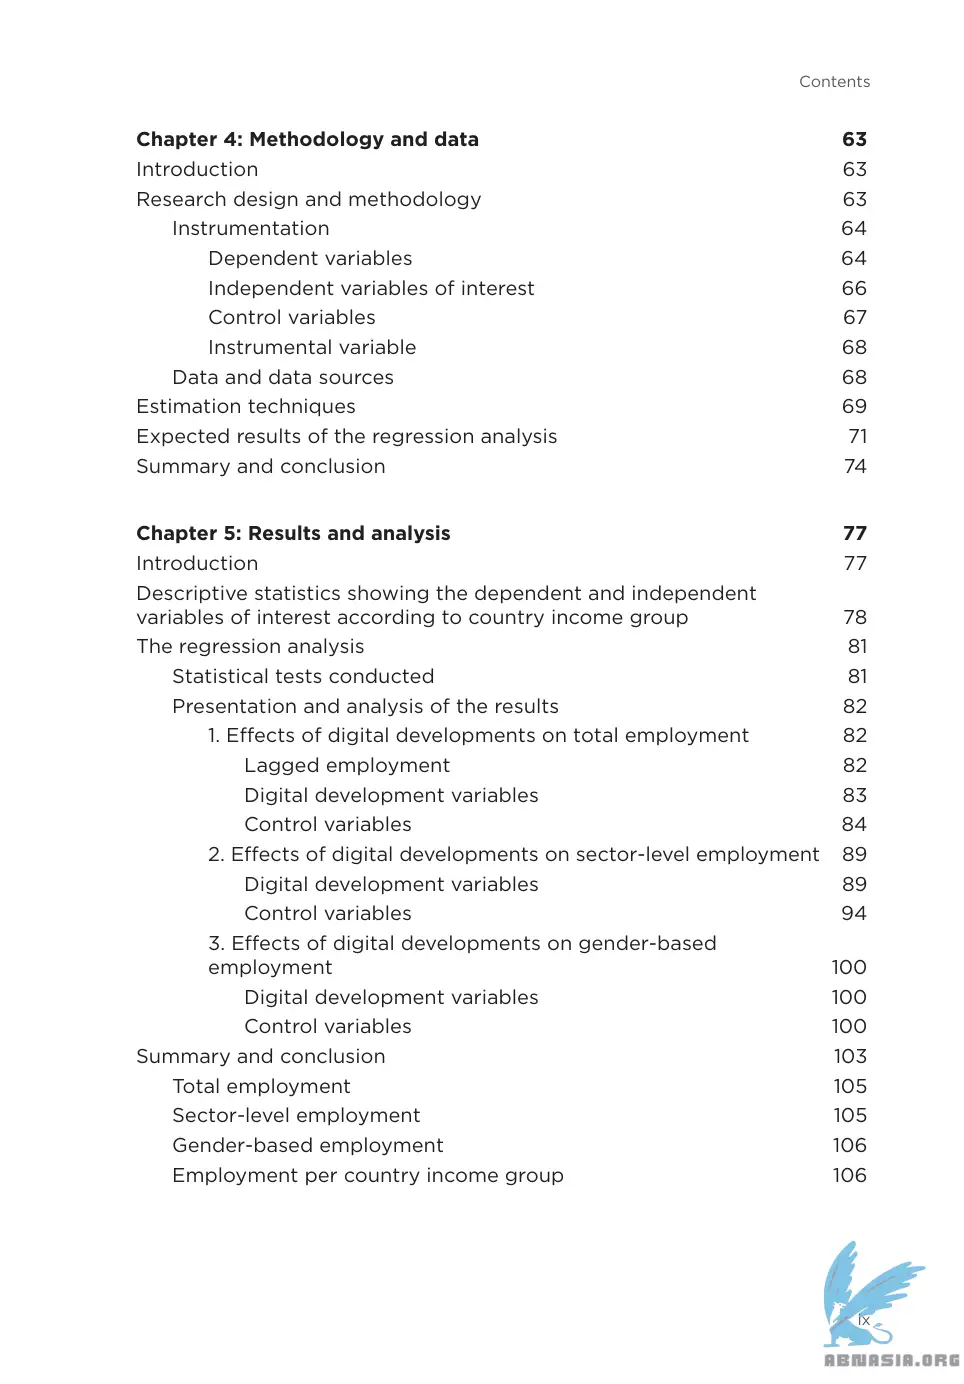 Contents
Chapter 4: Methodology and data 63
Introduction 63
Research design and methodology 63
Instrumentation 64
Dependent variables 64
Independent variables of interest 66
Control variables 67
Instrumental variable 68
Data and data sources 68
Estimation techniques 69
Expected results of the regression analysis 71
Summary and conclusion 74
Chapter 5: Results and analysis 77
Introduction 77
Descriptive statistics showing the dependent and independent
variables of interest according to country income group 78
The regression analysis 81
Statistical tests conducted 81
Presentation and analysis of the results 82
1. Effects of digital developments on total employment 82
Lagged employment 82
Digital development variables 83
Control variables 84
2. Effects of digital developments on sector-level employment 89
Digital development variables 89
Control variables 94
3. Effects of digital developments on gender-based
employment 100
Digital development variables 100
Control variables 100
Summary and conclusion 103
Total employment 105
Sector-level employment 105
Gender-based employment 106
Employment per country income group 106
ix
ABNASIA.ORG